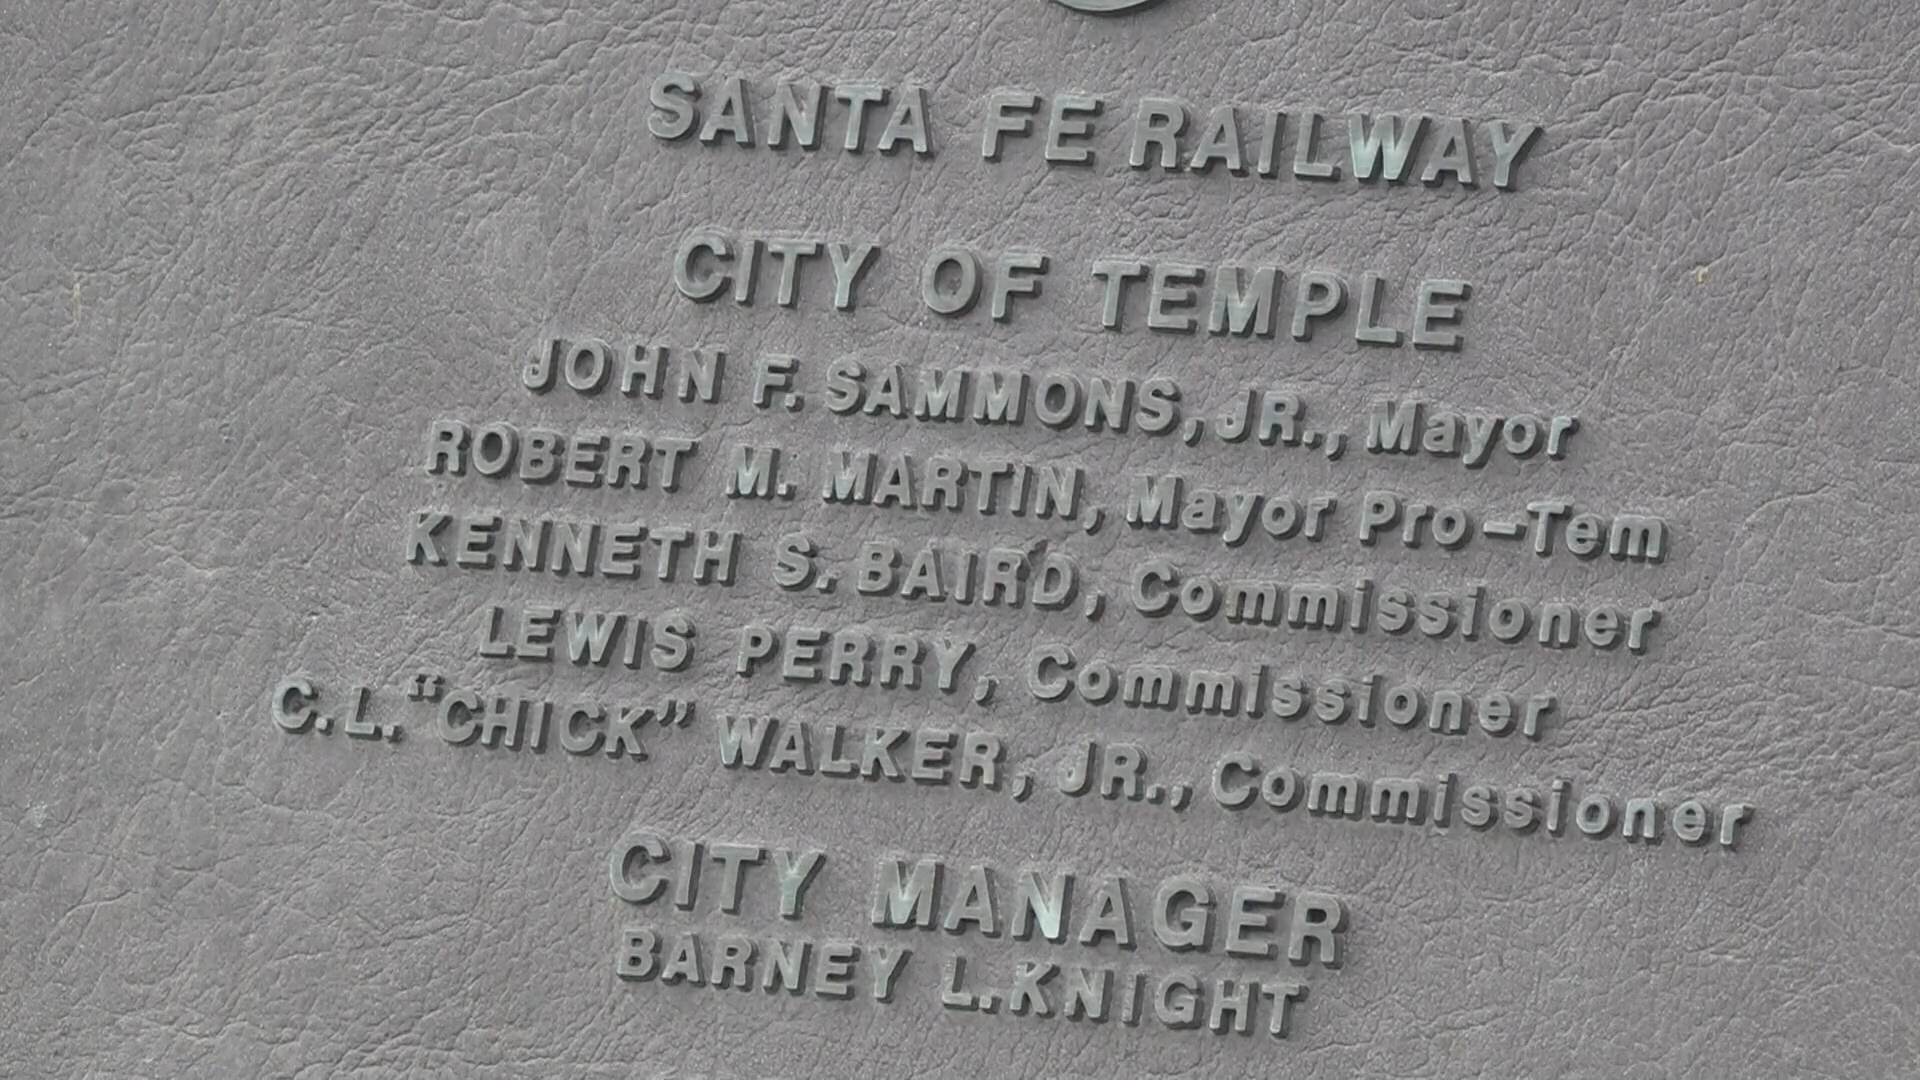 SANTA FE RAILWAY
CITY OF TEMPLE
JOHN F. SAMMONS, JR., Mayor
ROBERT M. MARTIN, Mayor Pro-Tem
KENNETH S. BAIRD, Commissioner
LEWIS PERRY, Commissioner
C. L. “CHICK” WALKER, JR., Commissioner
CITY MANAGER
BARNEY L. KNIGHT